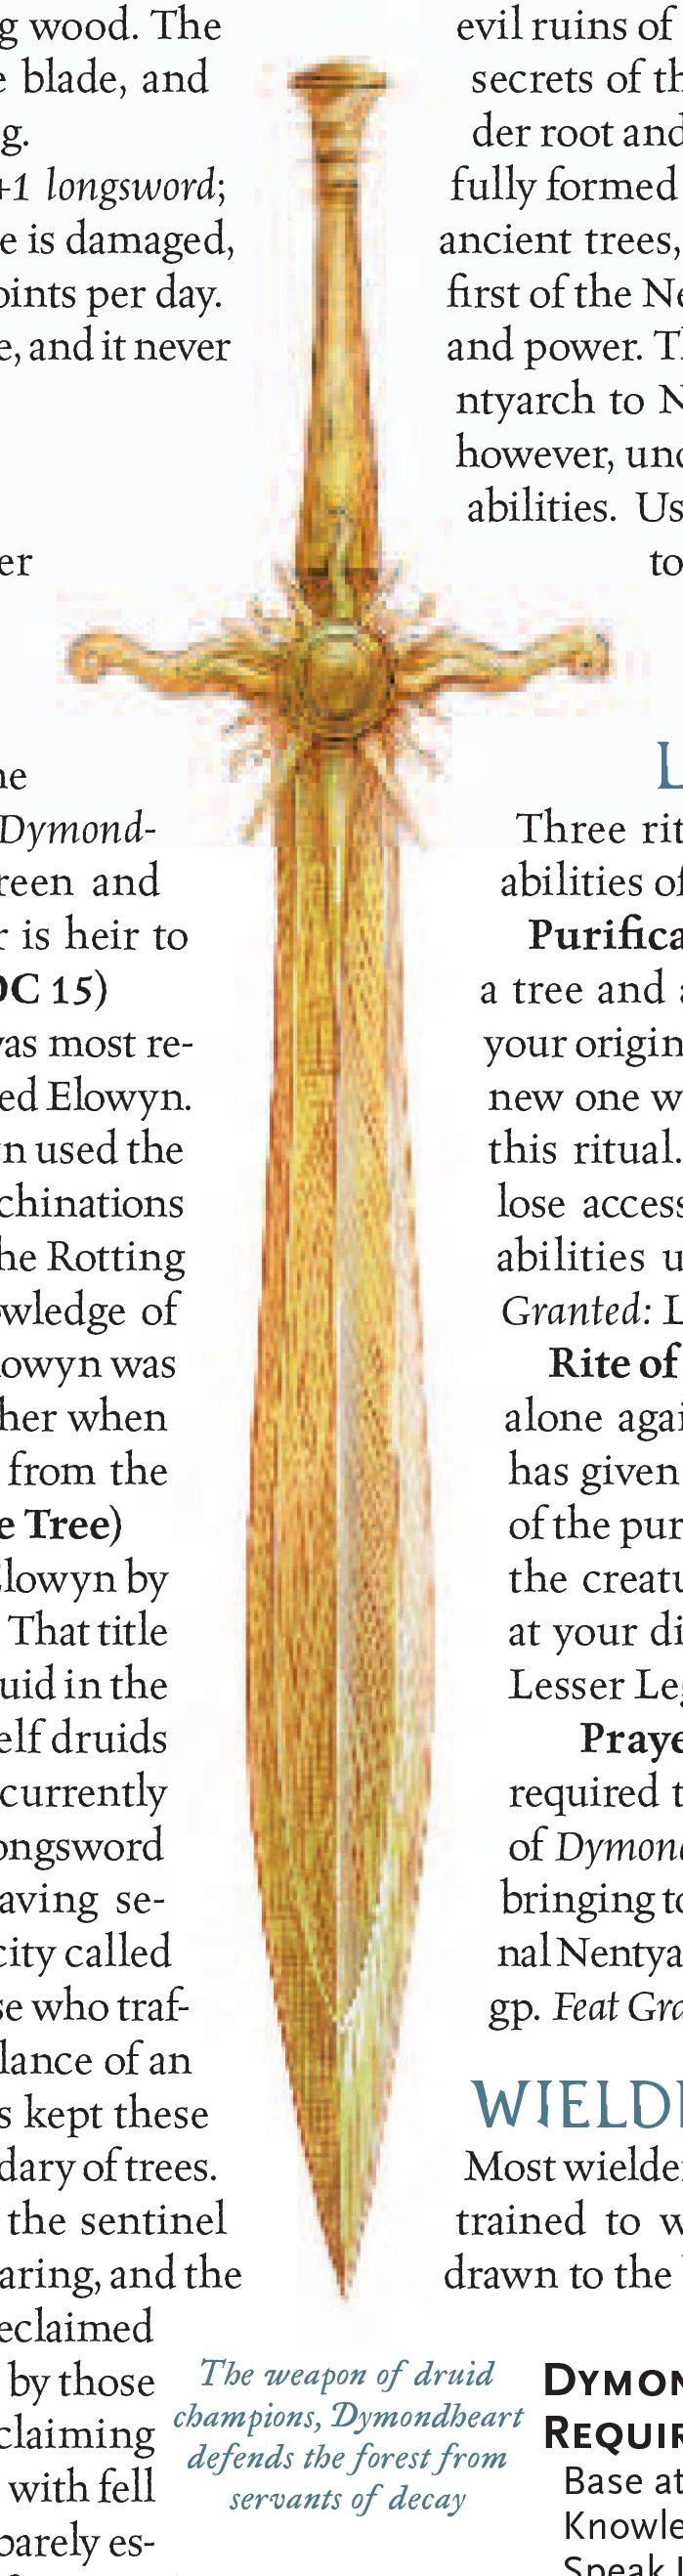 g wood. The
e blade, and
g.
+1 longsword;
e is damaged,
oints per day.
e, and it never
er
ne
Dymond-
reen and
r is heir to
DC 15)
vas most re-
ed Elowyn.
n used the
chinations
he Rotting
wledge of
lowyn was
her when
from the
e Tree)
Elowyn by
That title
uid in the
elf druids
currently
ongsword
aving se-
city called
se who traf-
lance of an
s kept these
dary of trees.
the sentinel
aring, and the
eclaimed
by those
claiming
with fell
barely es-
The weapon of druid
champions, Dymondheart
defends the forest from
servants of decay
evil ruins of
secrets of th
der root and
fully formed
ancient trees,
first of the Ne
and power. Th
ntyarch to N
however, und
abilities. Us
to
L
Three rit
abilities of
Purifica
a tree and a
your origin
new one w
this ritual.
lose access
abilities u
Granted: L
Rite of
alone agai
has given
of the pur
the creatu
at your di
Lesser Leg
Praye
required t
of Dymond
bringing to
nal Nentya
gp. Feat Gra
WIELD
Most wielde
trained to w
drawn to the
DYMON
REQUIR
Base at
Knowle
Speak